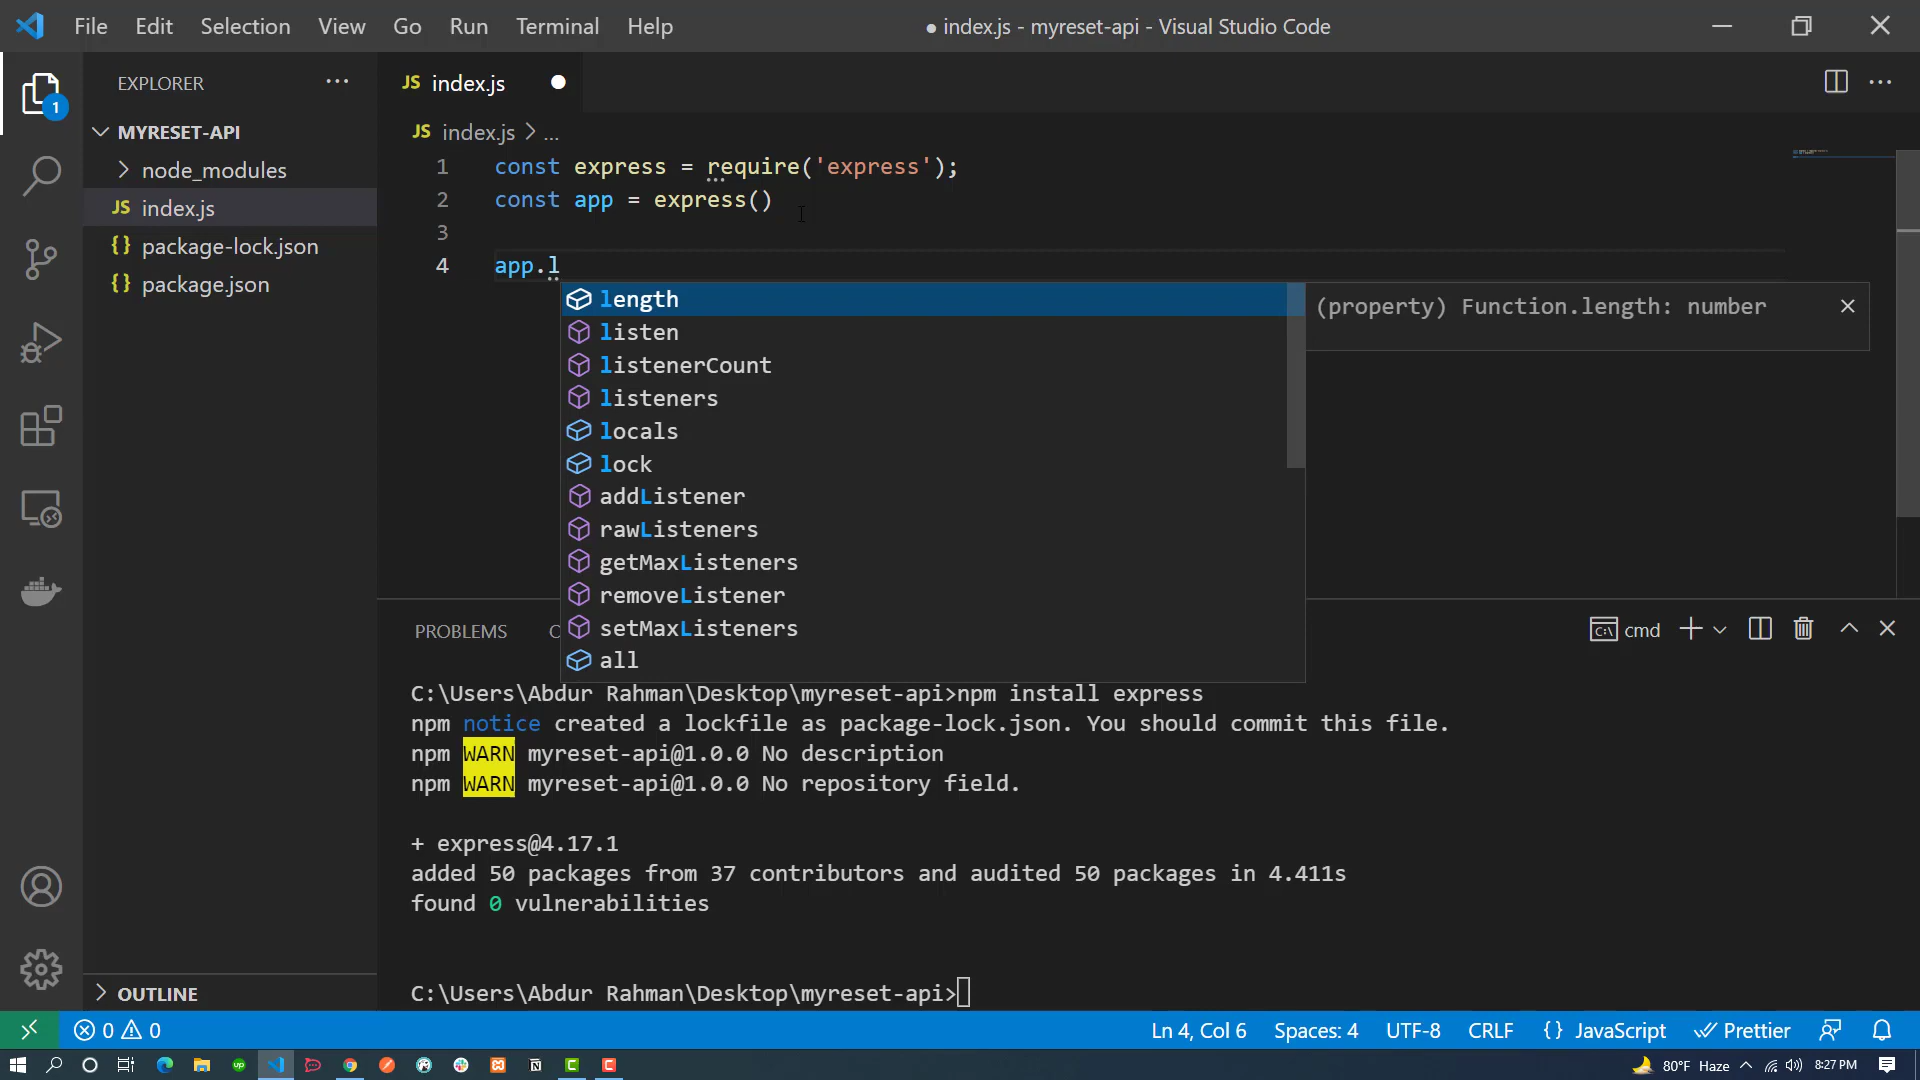 File Edit Selection View Go Run Terminal Help
● index.js - myreset-api - Visual Studio Code
EXPLORER ...
JS index.js ●
1
MYRESET-API
node_modules
JS index.js
{} package-lock.json
{} package.json
JS index.js > ...
1 const express = require('express');
2 const app = express()
3
4 app.l
length
listen
listenerCount
listeners
locals
lock
addListener
rawListeners
getMaxListeners
removeListener
setMaxListeners
all
(property) Function.length: number
PROBLEMS
cmd
C:\Users\Abdur Rahman\Desktop\myreset-api>npm install express
npm notice created a lockfile as package-lock.json. You should commit this file.
npm WARN myreset-api@1.0.0 No description
npm WARN myreset-api@1.0.0 No repository field.
+ express@4.17.1
added 50 packages from 37 contributors and audited 50 packages in 4.411s
found 0 vulnerabilities
C:\Users\Abdur Rahman\Desktop\myreset-api>
OUTLINE
0 0
Ln 4, Col 6 Spaces: 4 UTF-8 CRLF {} JavaScript Prettier
80°F Haze 8:27 PM